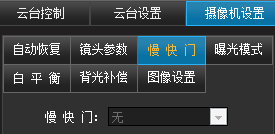 云台控制 云台设置 摄像机设置
自动恢复 镜头参数 慢 快 门 曝光模式
白 平 衡 背光补偿 图像设置
慢 快 门： 无